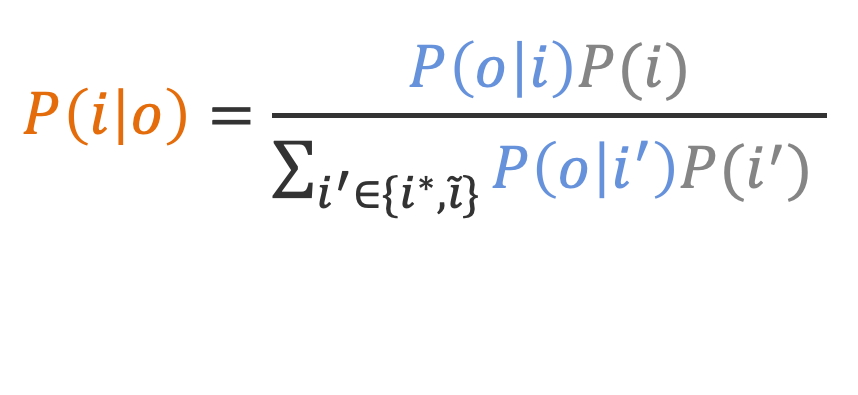 P(i|o) = P(o|i)P(i) / ∑_{i′∈{i*,ĩ}} P(o|i′)P(i′)